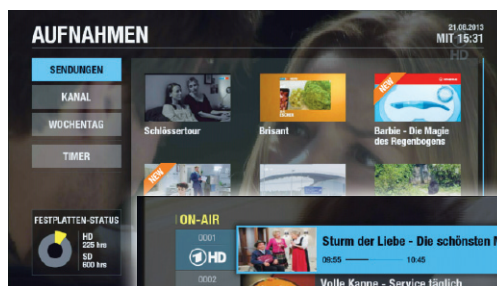 AUFNAHMEN
21.08.2013
MIT 15:31
HD
SENDUNGEN
KANAL
WOCHENTAG
TIMER
NEW
Schlössertour
Brisant
Barbie - Die Magie
des Regenbogens
NEW
FESTPLATTEN-STATUS
HD
225 hrs
SD
600 hrs
ON-AIR
0001
HD
Sturm der Liebe - Die schönsten M
09:55
10:45
0002
Volle Kanne - Service täglich